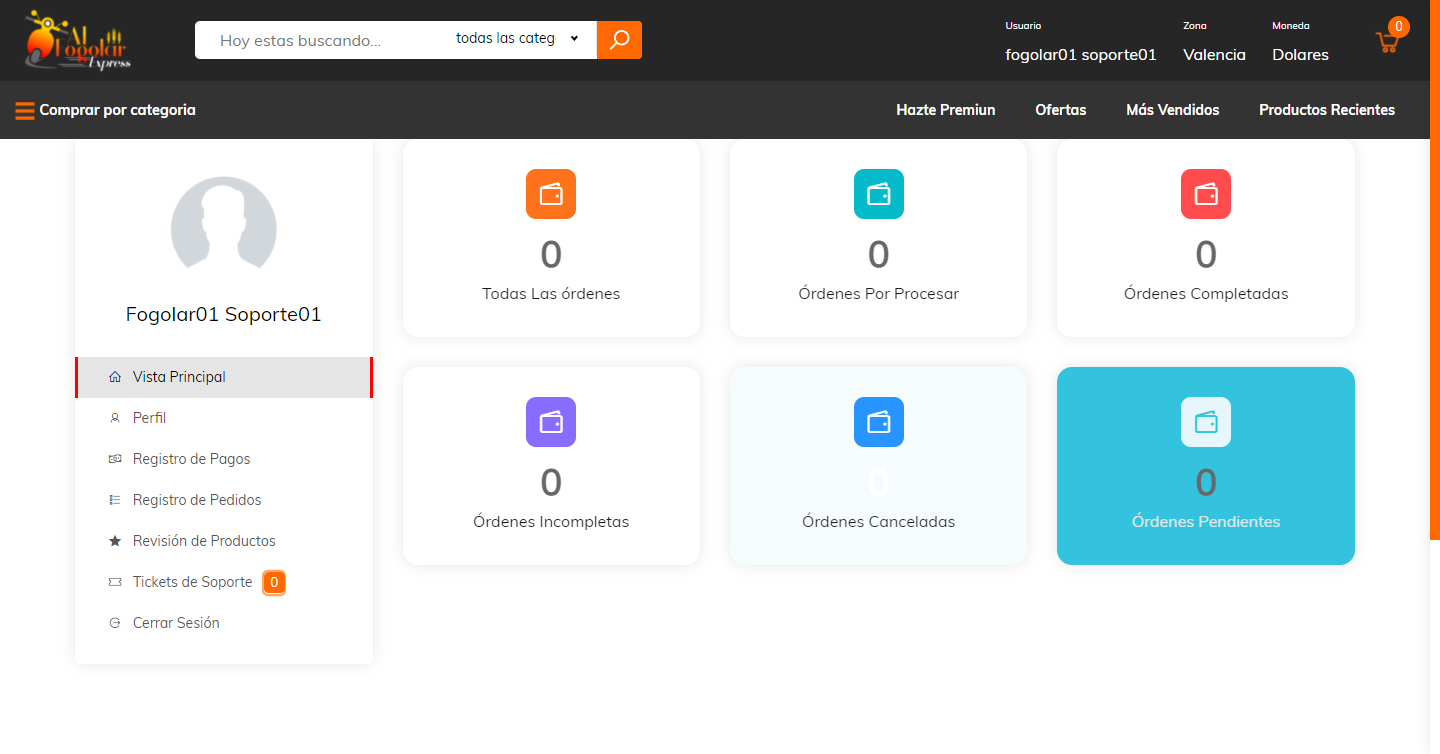 Al
Fogolar
Express
Hoy estas buscando...
todas las categ
Usuario
fogolar01 soporte01
Zona
Valencia
Moneda
Dolares
0
Comprar por categoria
Hazte Premiun
Ofertas
Más Vendidos
Productos Recientes
Fogolar01 Soporte01
Vista Principal
Perfil
Registro de Pagos
Registro de Pedidos
Revisión de Productos
Tickets de Soporte 0
Cerrar Sesión
0
Todas Las órdenes
0
Órdenes Por Procesar
0
Órdenes Completadas
0
Órdenes Incompletas
0
Órdenes Canceladas
0
Órdenes Pendientes